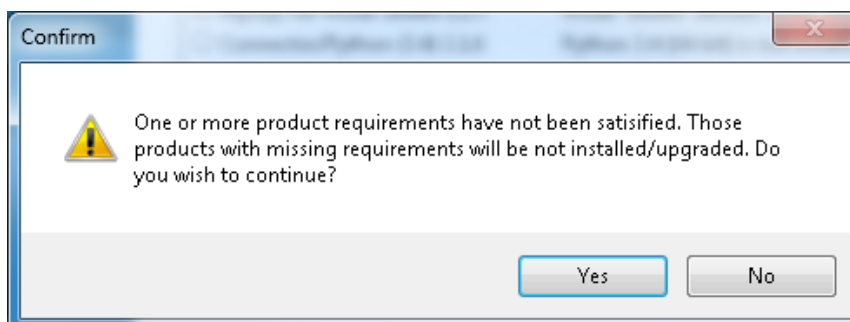 Confirm
One or more product requirements have not been satisified. Those
products with missing requirements will be not installed/upgraded. Do
you wish to continue?
Yes
No